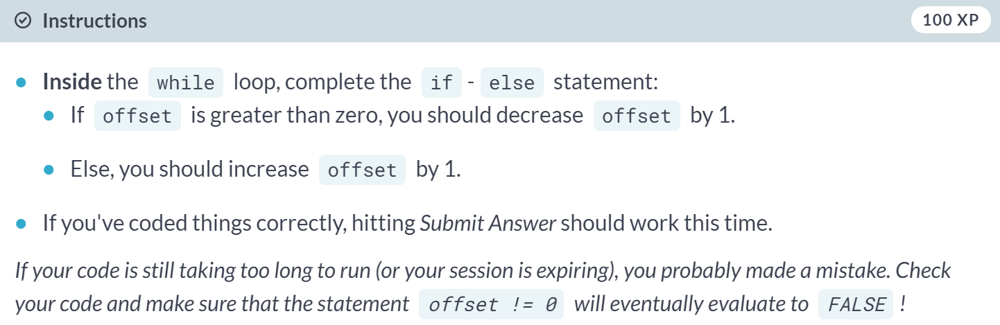 Instructions 100 XP
Inside the while loop, complete the if - else statement:
If offset is greater than zero, you should decrease offset by 1.
Else, you should increase offset by 1.
If you've coded things correctly, hitting Submit Answer should work this time.
If your code is still taking too long to run (or your session is expiring), you probably made a mistake. Check
your code and make sure that the statement offset != 0 will eventually evaluate to FALSE !